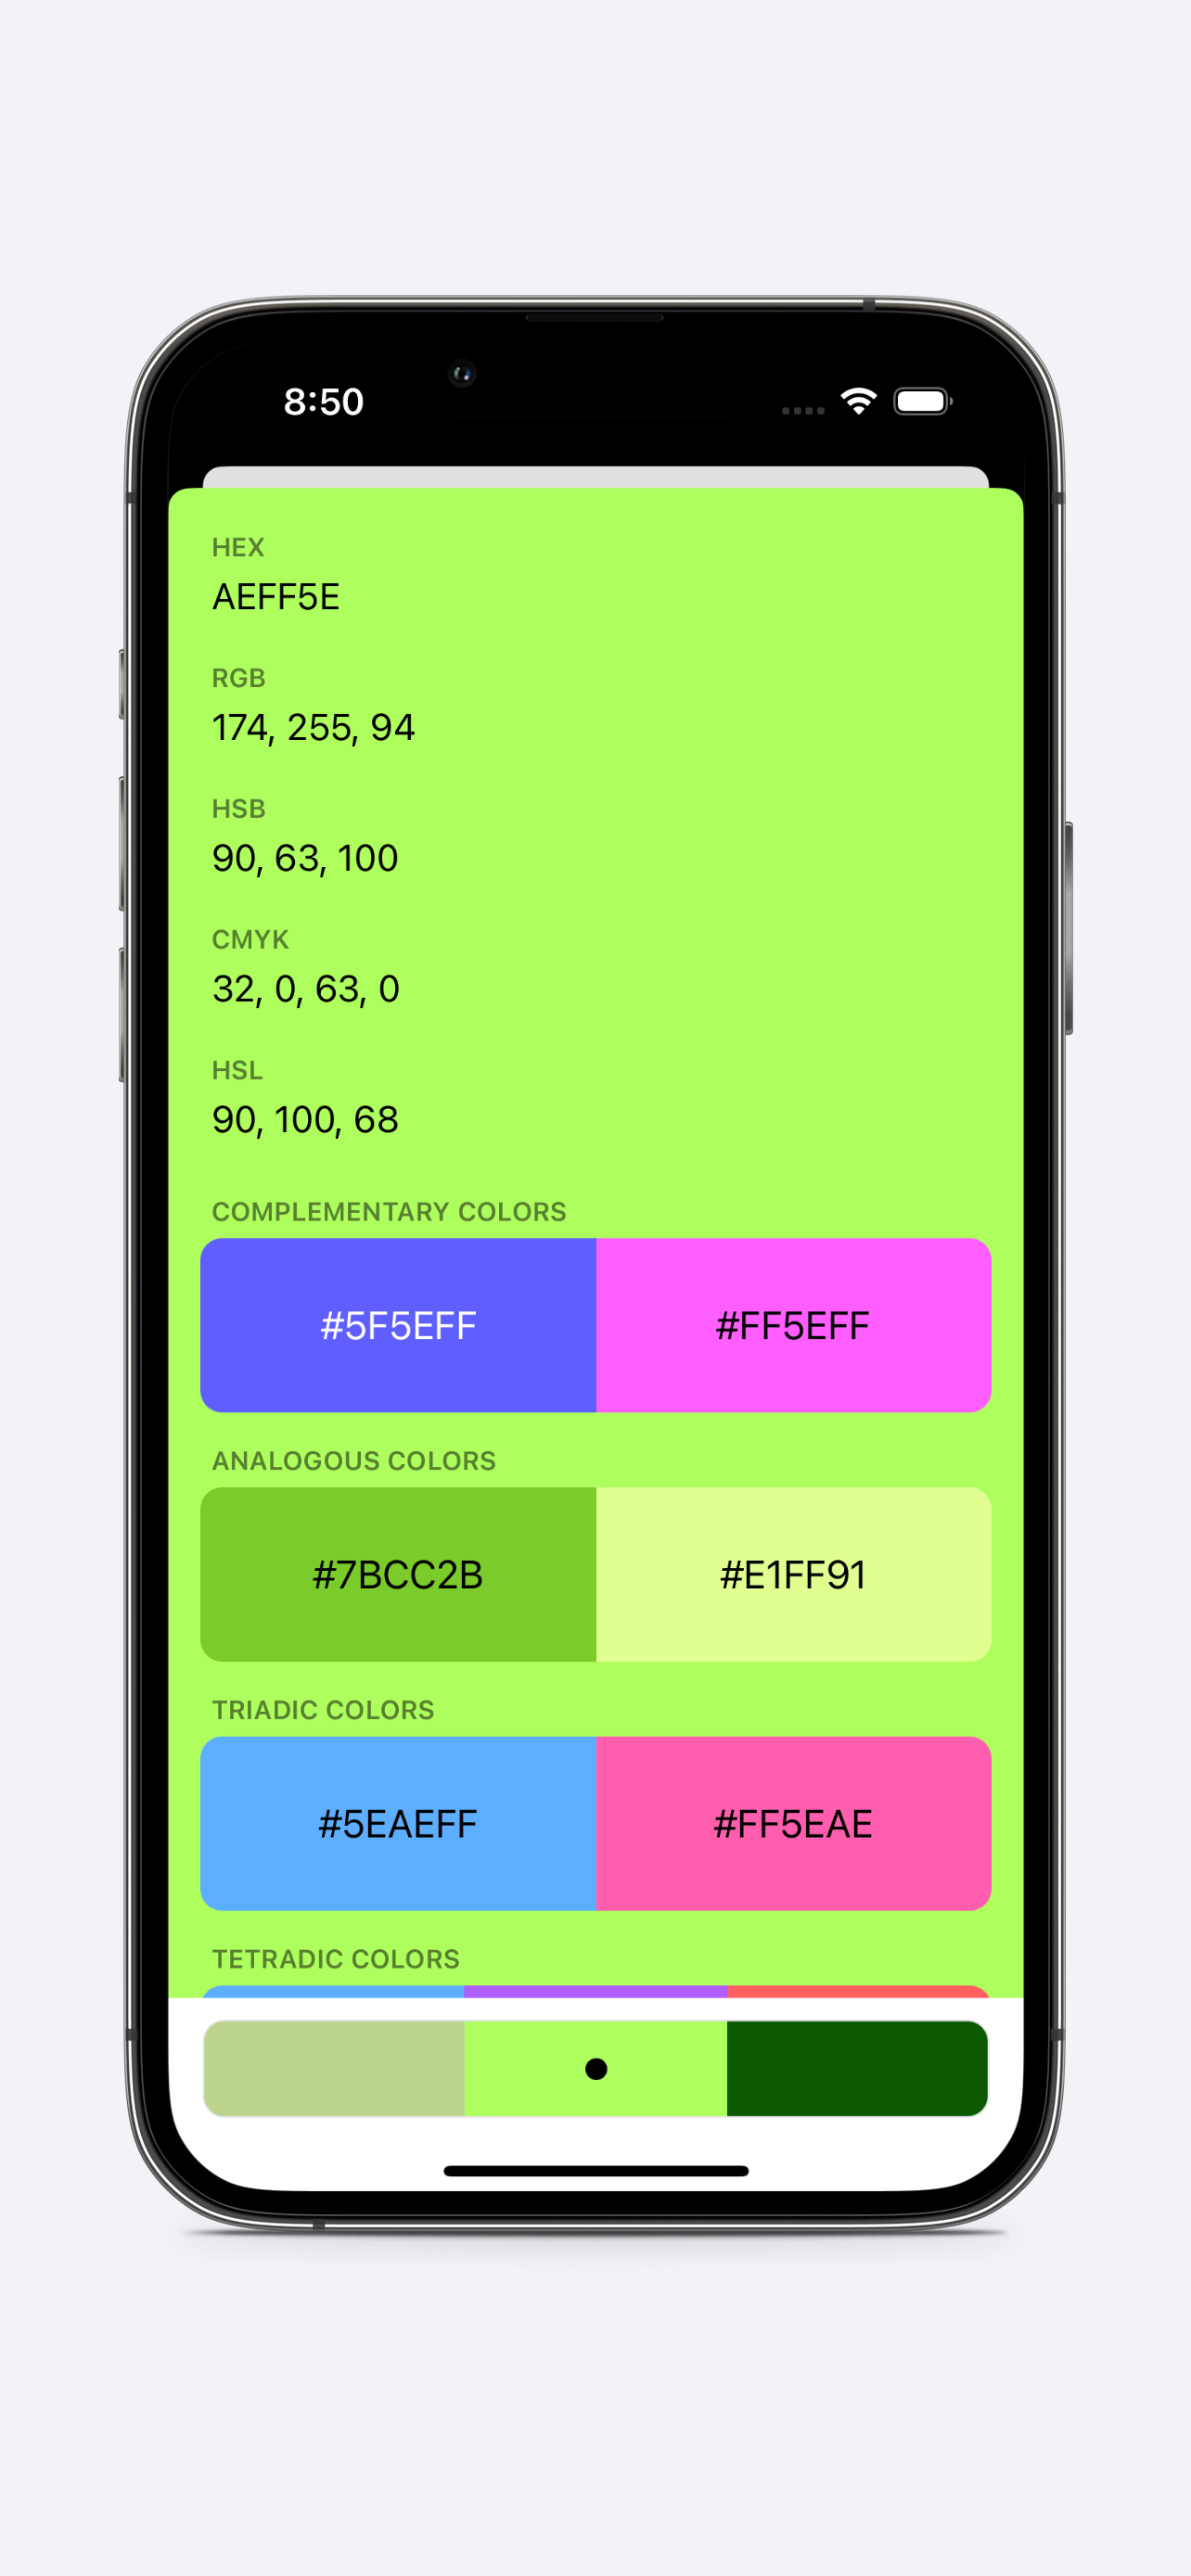 8:50
HEX
AEFF5E
RGB
174, 255, 94
HSB
90, 63, 100
CMYK
32, 0, 63, 0
HSL
90, 100, 68
COMPLEMENTARY COLORS
#5F5EFF #FF5EFF
ANALOGOUS COLORS
#7BCC2B #E1FF91
TRIADIC COLORS
#5EAEFF #FF5EAE
TETRADIC COLORS